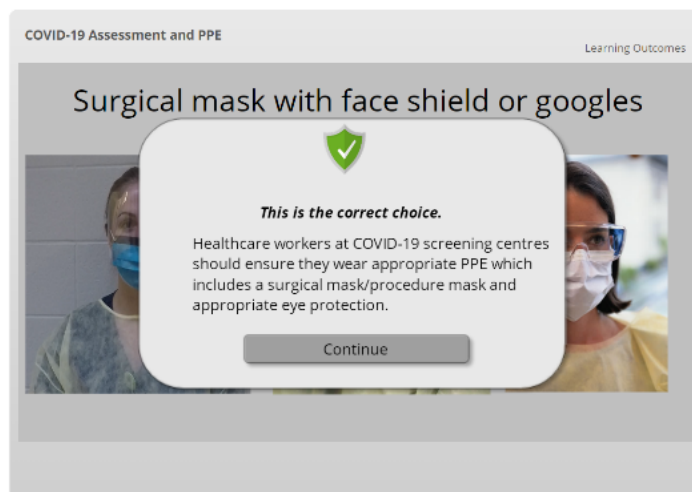 COVID-19 Assessment and PPE
Learning Outcomes
Surgical mask with face shield or googles
This is the correct choice.
Healthcare workers at COVID-19 screening centres
should ensure they wear appropriate PPE which
includes a surgical mask/procedure mask and
appropriate eye protection.
Continue